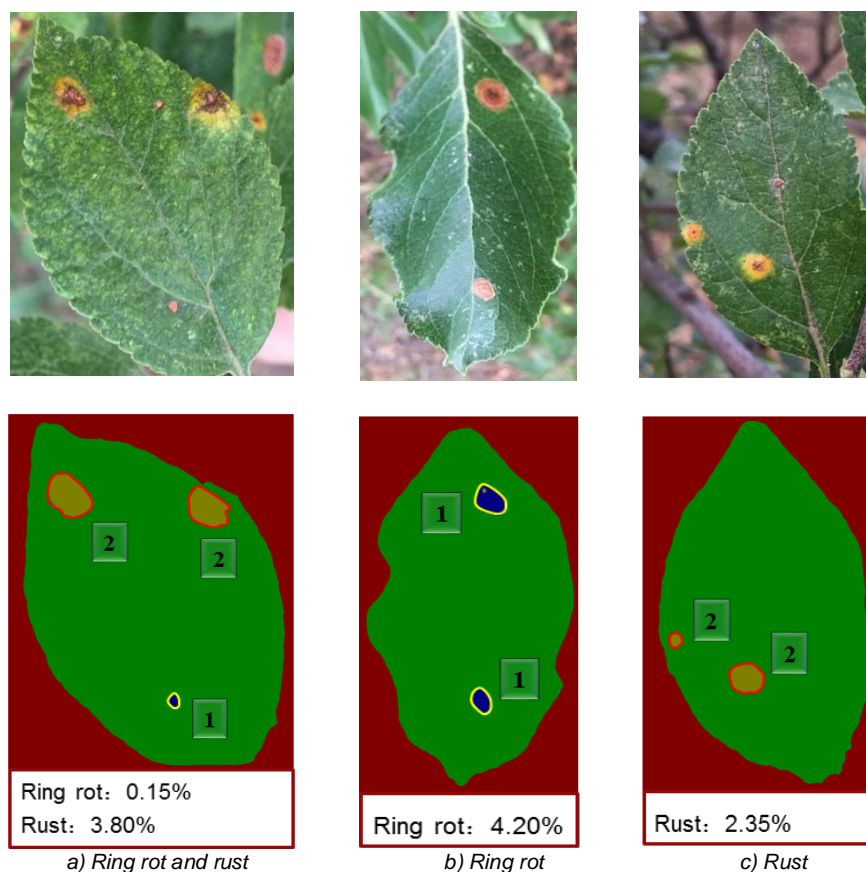 2
2
1
1
1
2
2
Ring rot：0.15%
Rust：3.80%
Ring rot：4.20%
Rust：2.35%
a) Ring rot and rust
b) Ring rot
c) Rust